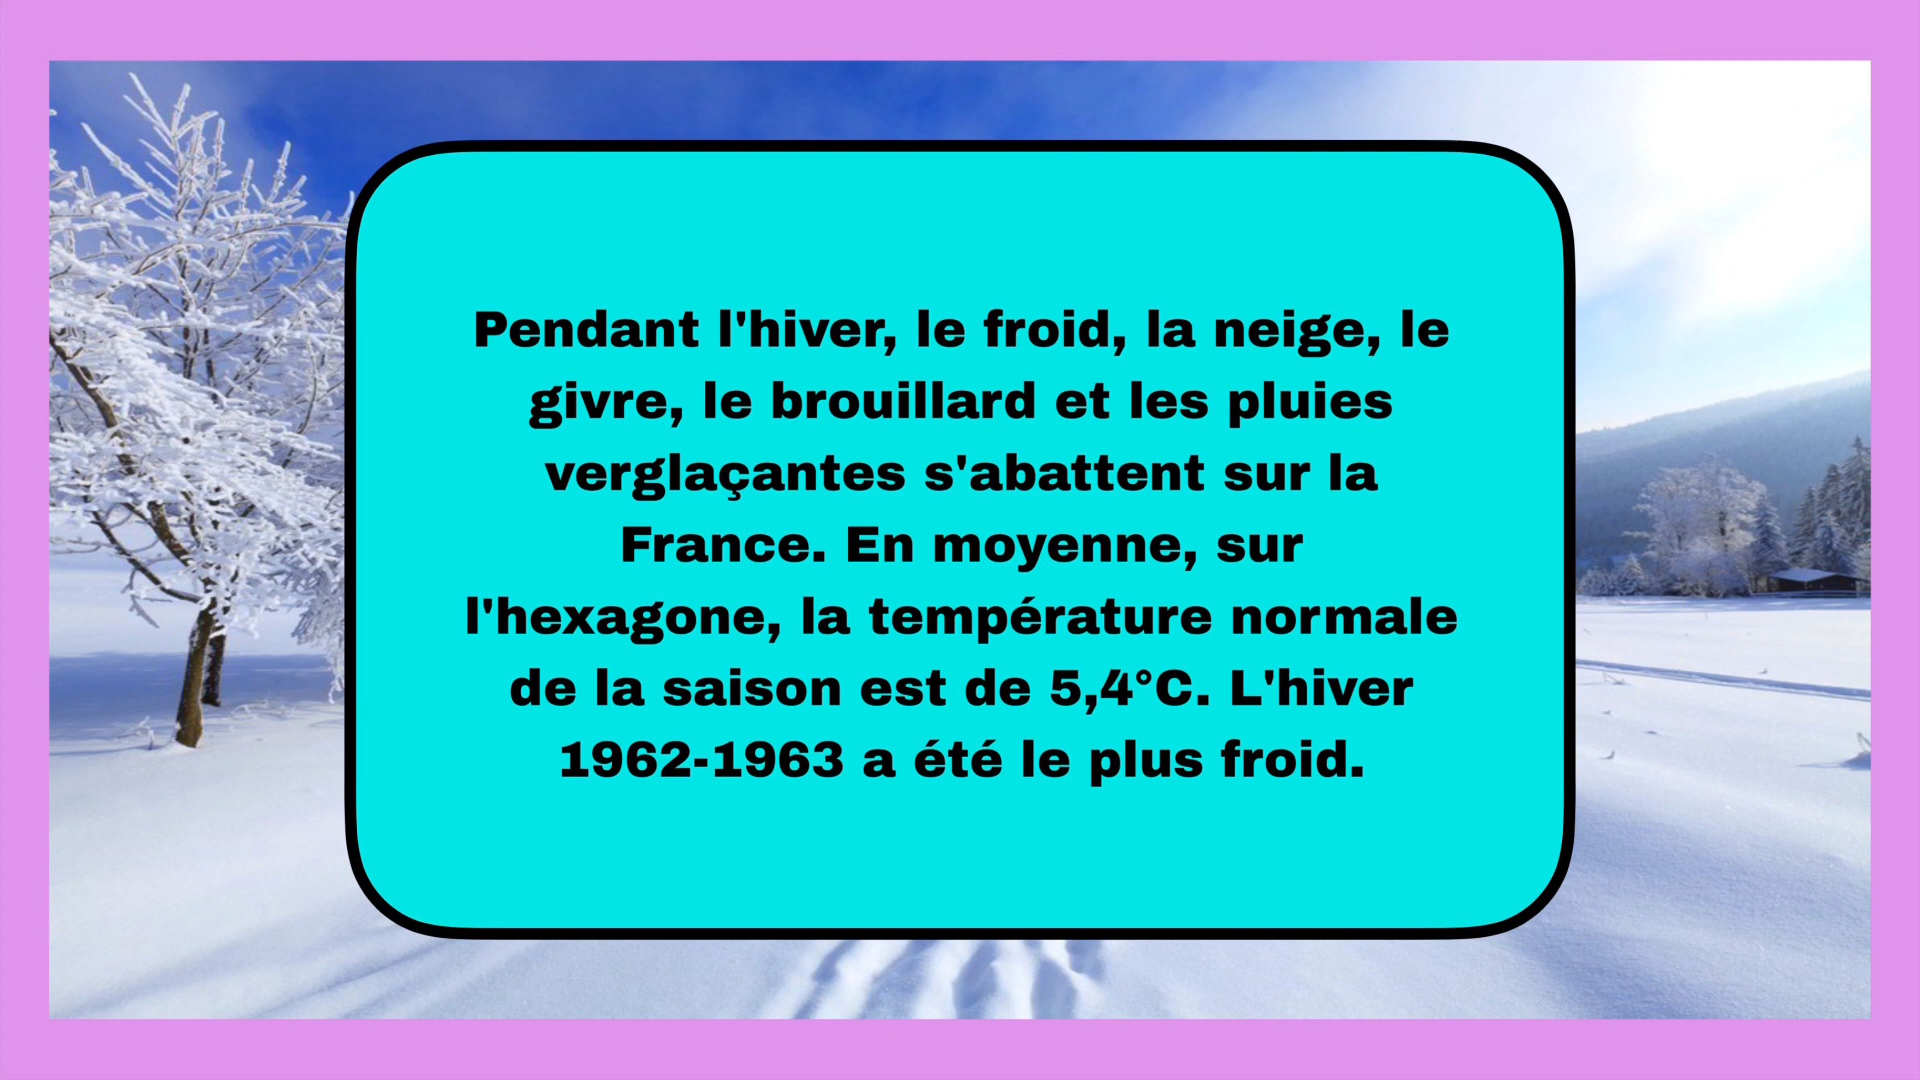 Pendant l'hiver, le froid, la neige, le
givre, le brouillard et les pluies
verglaçantes s'abattent sur la
France. En moyenne, sur
l'hexagone, la température normale
de la saison est de 5,4°C. L'hiver
1962-1963 a été le plus froid.